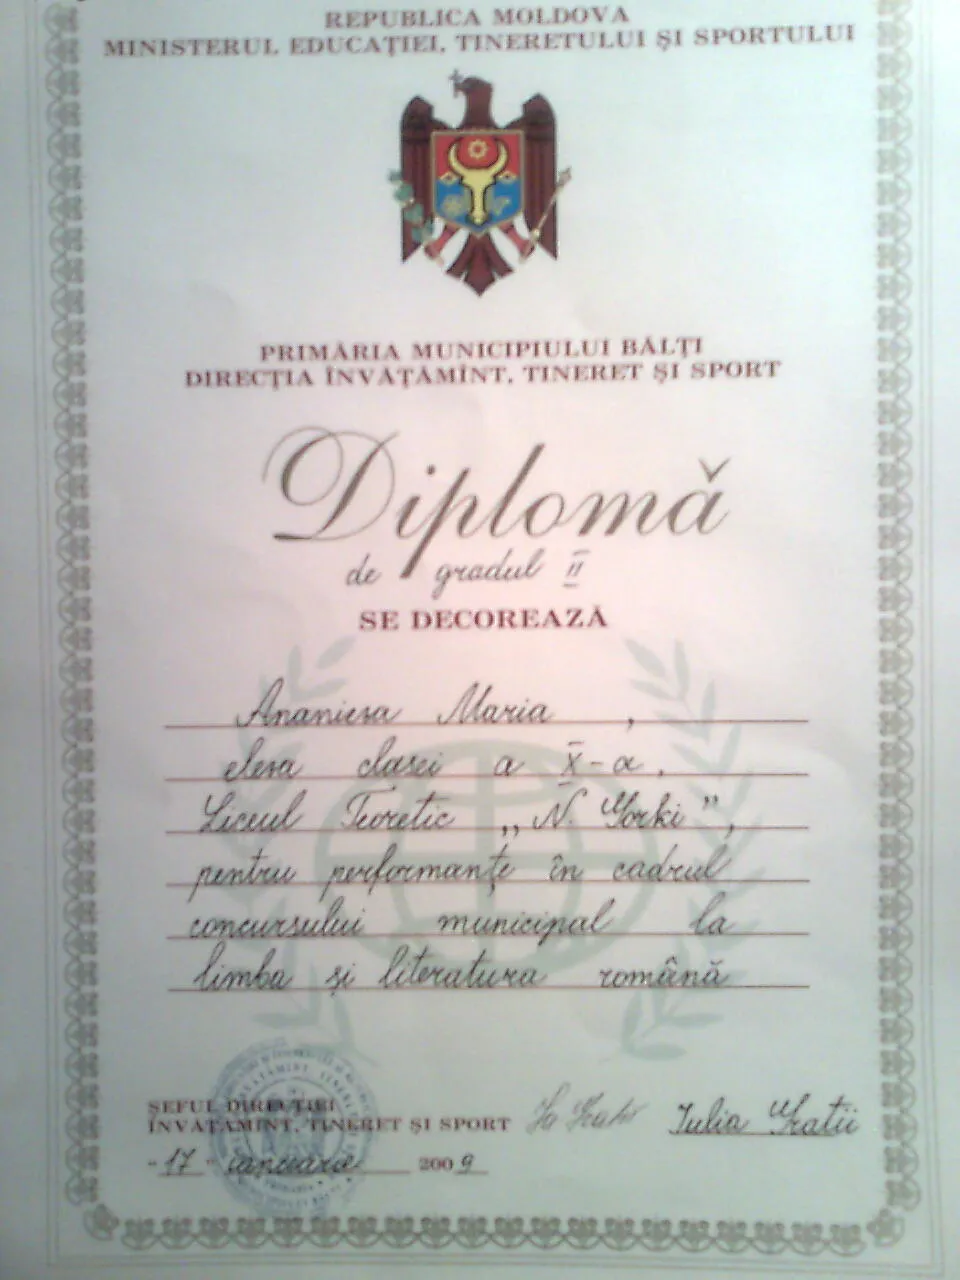 REPUBLICA MOLDOVA
MINISTERUL EDUCAȚIEI, TINERETULUI ȘI SPORTULUI
PRIMĂRIA MUNICIPIULUI BĂLȚI
DIRECȚIA ÎNVĂȚĂMÎNT, TINERET ȘI SPORT
Diplomă
de gradul II
SE DECOREAZĂ
Maria ,
eleva clasei a X-a,
Liceul Teoretic „N. Gorki”,
pentru performanțe în cadrul
concursului municipal la
limba și literatura română
ȘEFUL DIRECȚIEI
ÎNVĂȚĂMÎNT, TINERET ȘI SPORT Iulia
"17" ianuarie 2009